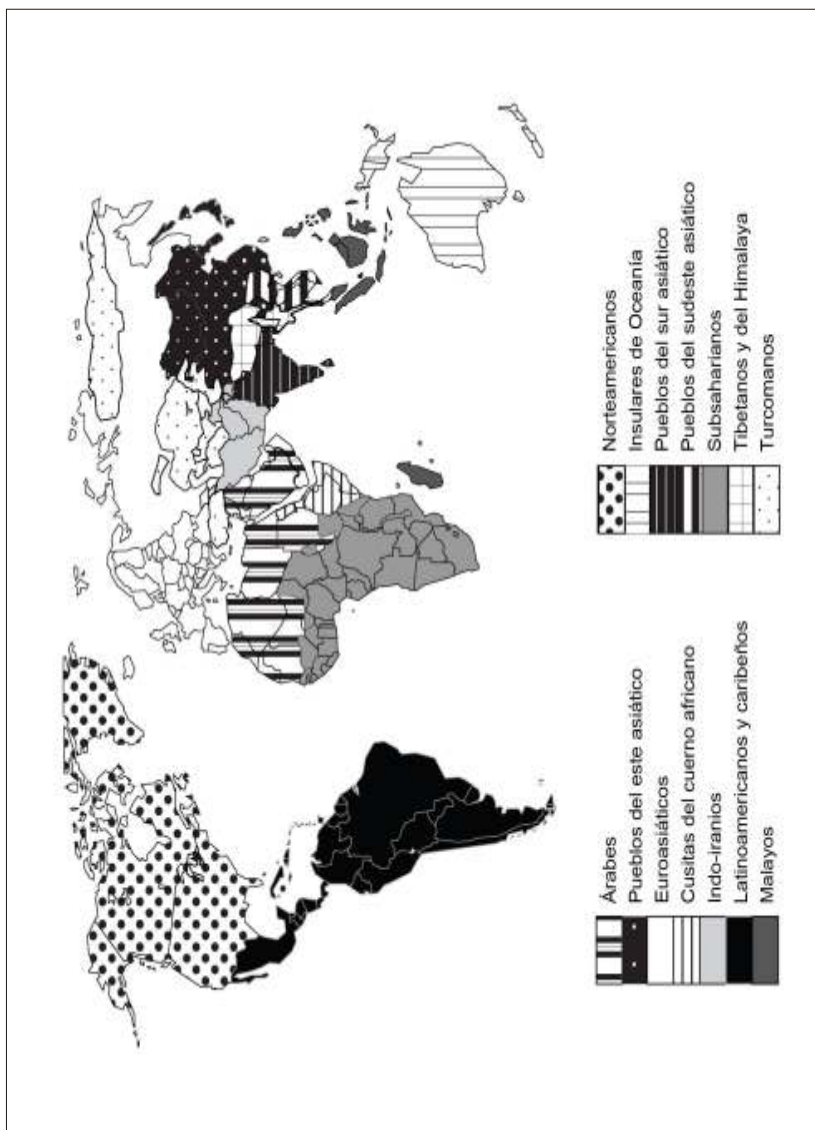 Árabes
Pueblos del este asiático
Euroasiáticos
Cusitas del cuerno africano
Indo-iranios
Latinoamericanos y caribeños
Malayos
Norteamericanos
Insulares de Oceanía
Pueblos del sur asiático
Pueblos del sudeste asiático
Subsaharianos
Tibetanos y del Himalaya
Turcomanos